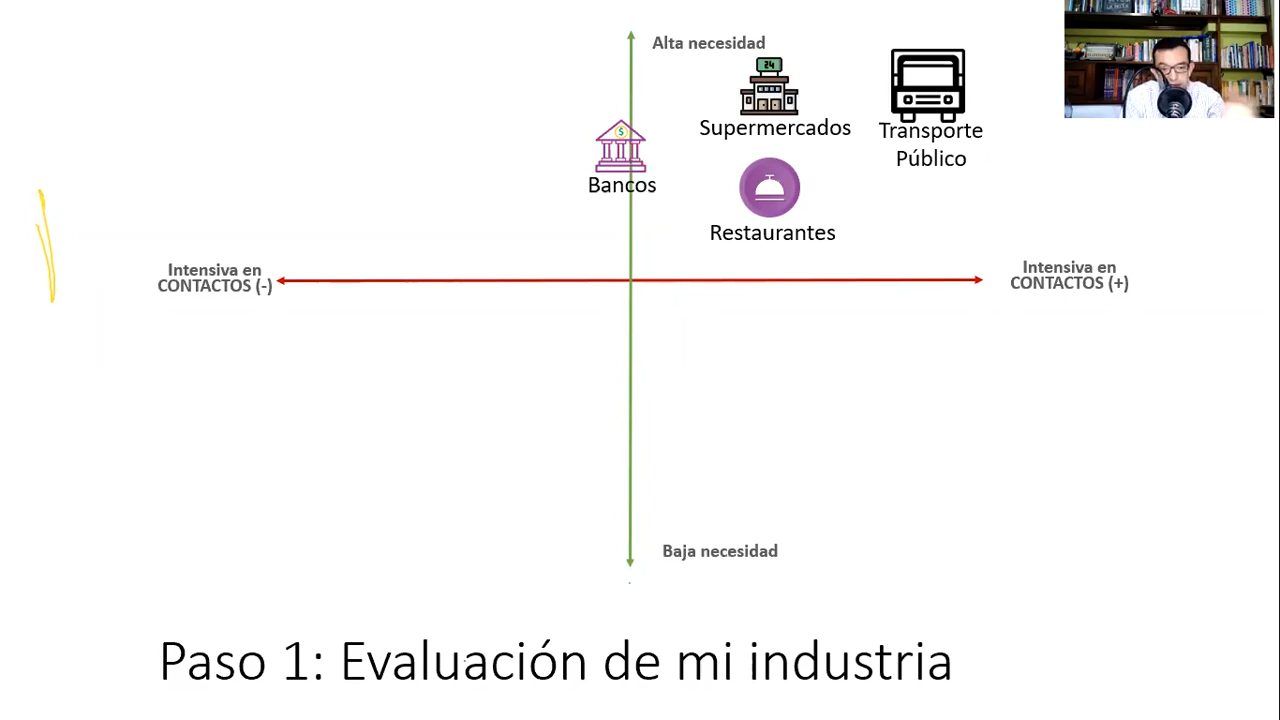 Alta necesidad
24
Supermercados
Transporte
Público
$
Bancos
Restaurantes
Intensiva en
CONTACTOS (-)
Intensiva en
CONTACTOS (+)
Baja necesidad
Paso 1: Evaluación de mi industria